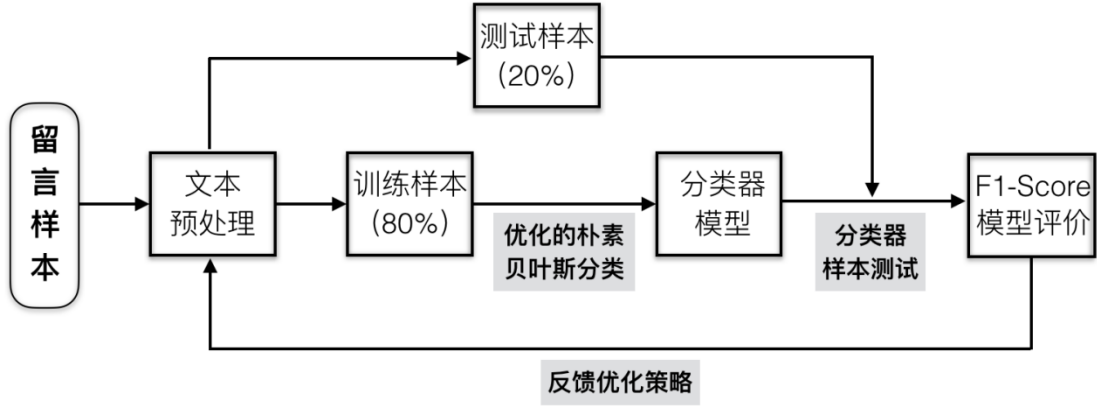 测试样本
(20%)
留
言
样
本
文本
预处理
训练样本
(80%)
优化的朴素
贝叶斯分类
分类器
模型
分类器
样本测试
F1-Score
模型评价
反馈优化策略